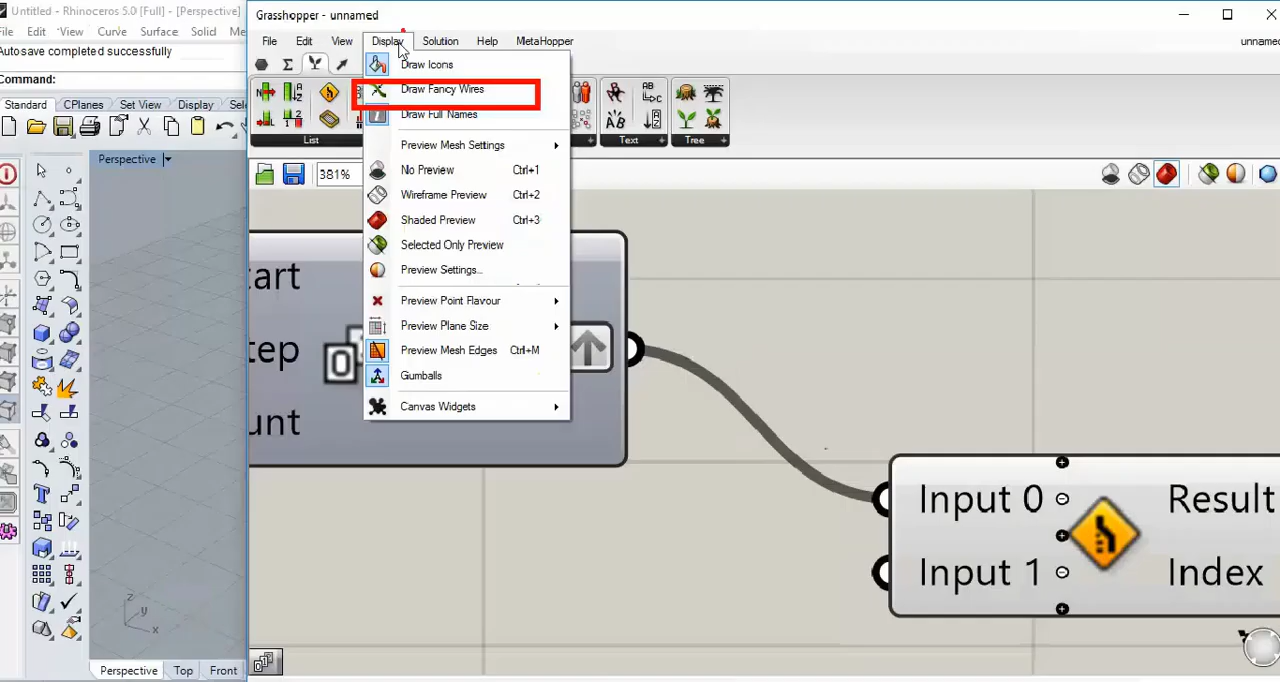 Untitled - Rhinoceros 5.0 [Full] - [Perspective]
File Edit View Curve Surface Solid Me
Autosave completed successfully
Command:
Standard CPlanes Set View Display Sel
Perspective
Perspective Top Front
z
y
x
Grasshopper - unnamed
File Edit View Display Solution Help MetaHopper
unnamed
Draw Icons
Draw Fancy Wires
Draw Full Names
Preview Mesh Settings
No Preview Ctrl+1
Wireframe Preview Ctrl+2
Shaded Preview Ctrl+3
Selected Only Preview
Preview Settings...
Preview Point Flavour
Preview Plane Size
Preview Mesh Edges Ctrl+M
Gumballs
Canvas Widgets
List
Text
Tree
381%
tart
tep
unt
Input 0
Input 1
Result
Index